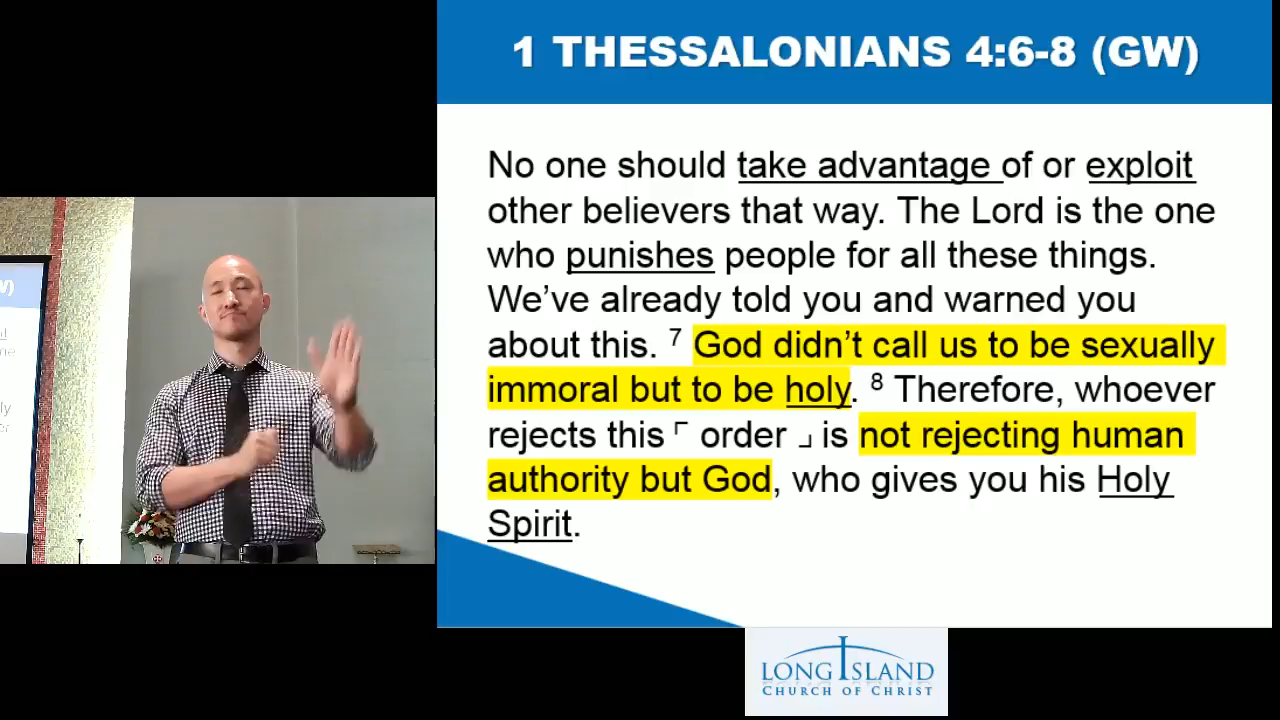 1 THESSALONIANS 4:6-8 (GW)
No one should take advantage of or exploit
other believers that way. The Lord is the one
who punishes people for all these things.
We’ve already told you and warned you
about this. ⁷ God didn’t call us to be sexually
immoral but to be holy. ⁸ Therefore, whoever
rejects this ⌜ order ⌟ is not rejecting human
authority but God, who gives you his Holy
Spirit.
LONG ISLAND
CHURCH OF CHRIST